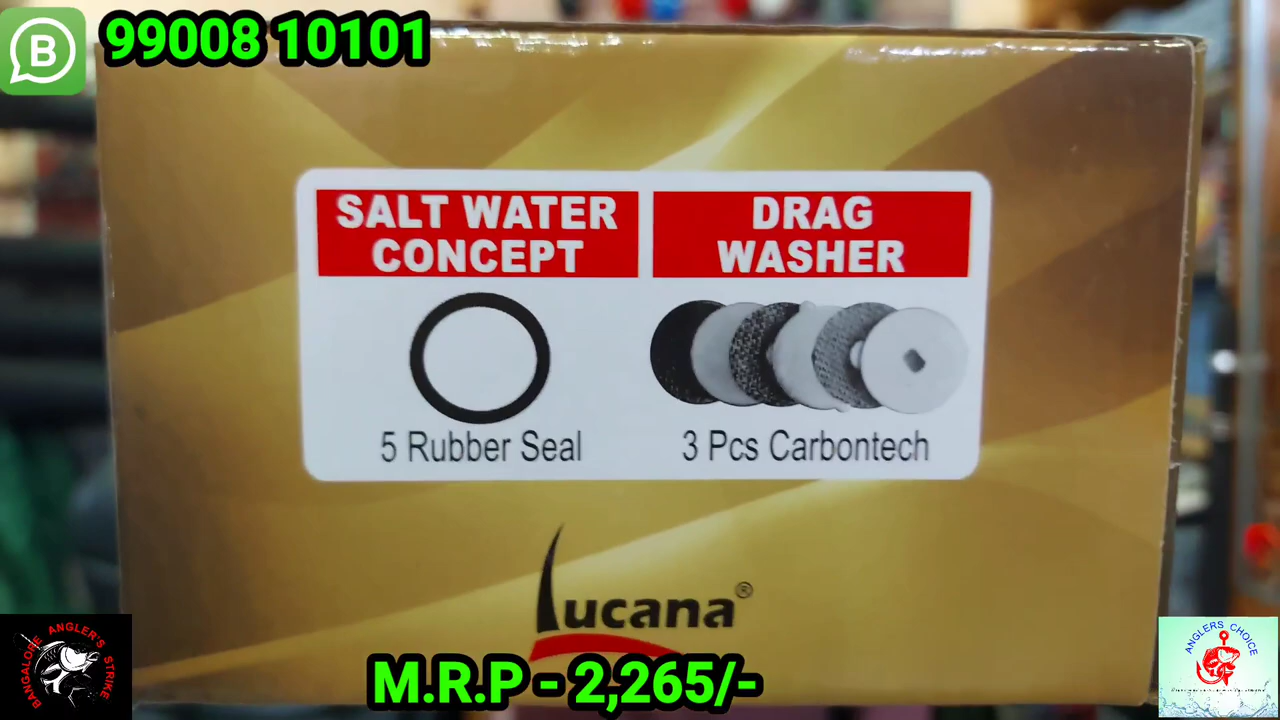 99008 10101
SALT WATER
CONCEPT
DRAG
WASHER
5 Rubber Seal
3 Pcs Carbontech
Lucana®
M.R.P - 2,265/-
BANGALORE ANGLER'S STRIKE
ANGLERS CHOICE